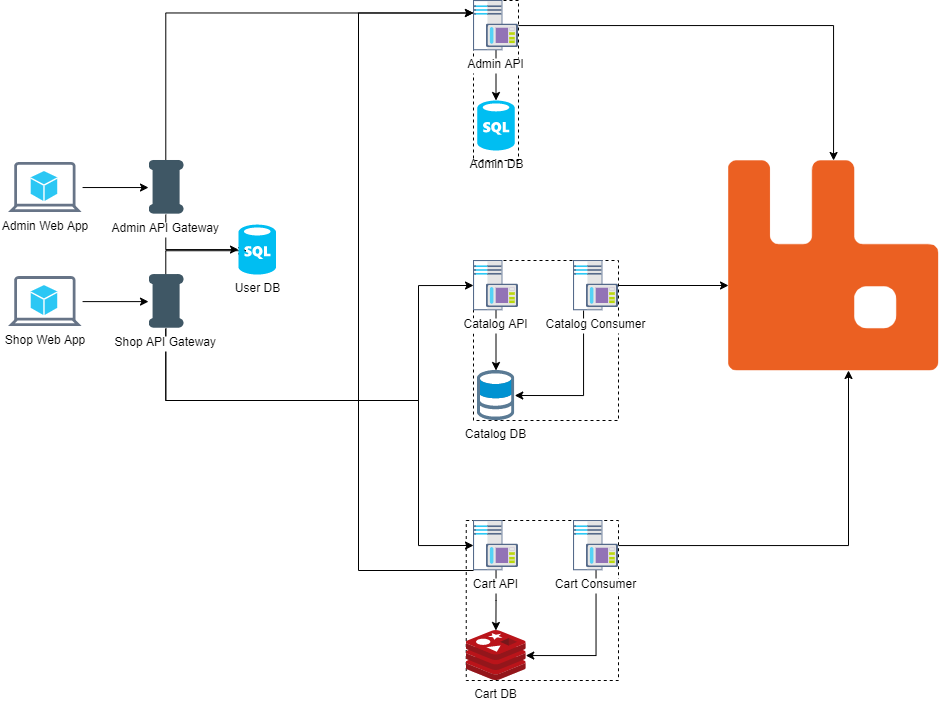 Admin API
SQL
Admin DB
Admin Web App
Admin API Gateway
SQL
User DB
Shop Web App
Shop API Gateway
Catalog API
Catalog Consumer
Catalog DB
Cart API
Cart Consumer
Cart DB